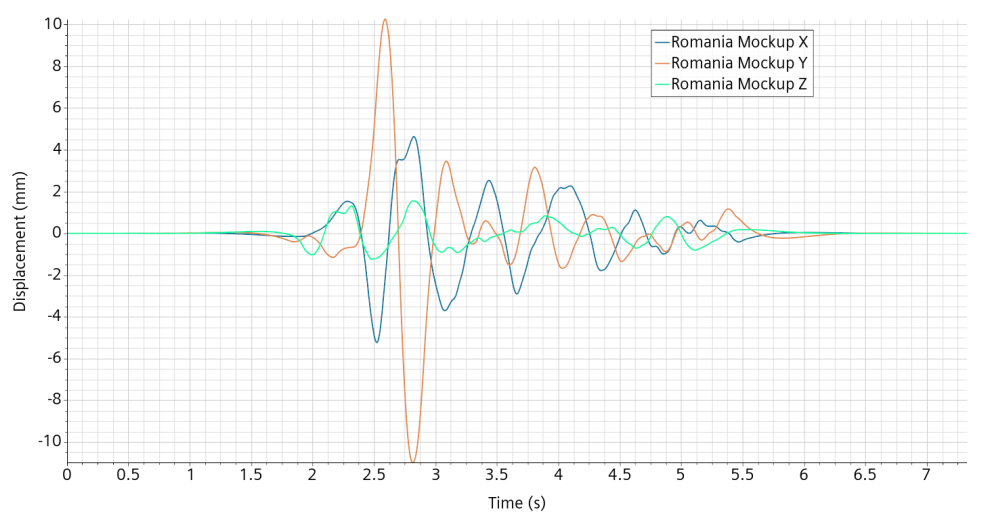 10
8
6
4
2
0
-2
-4
-6
-8
-10
Displacement (mm)
Romania Mockup X
Romania Mockup Y
Romania Mockup Z
0 0.5 1 1.5 2 2.5 3 3.5 4 4.5 5 5.5 6 6.5 7
Time (s)